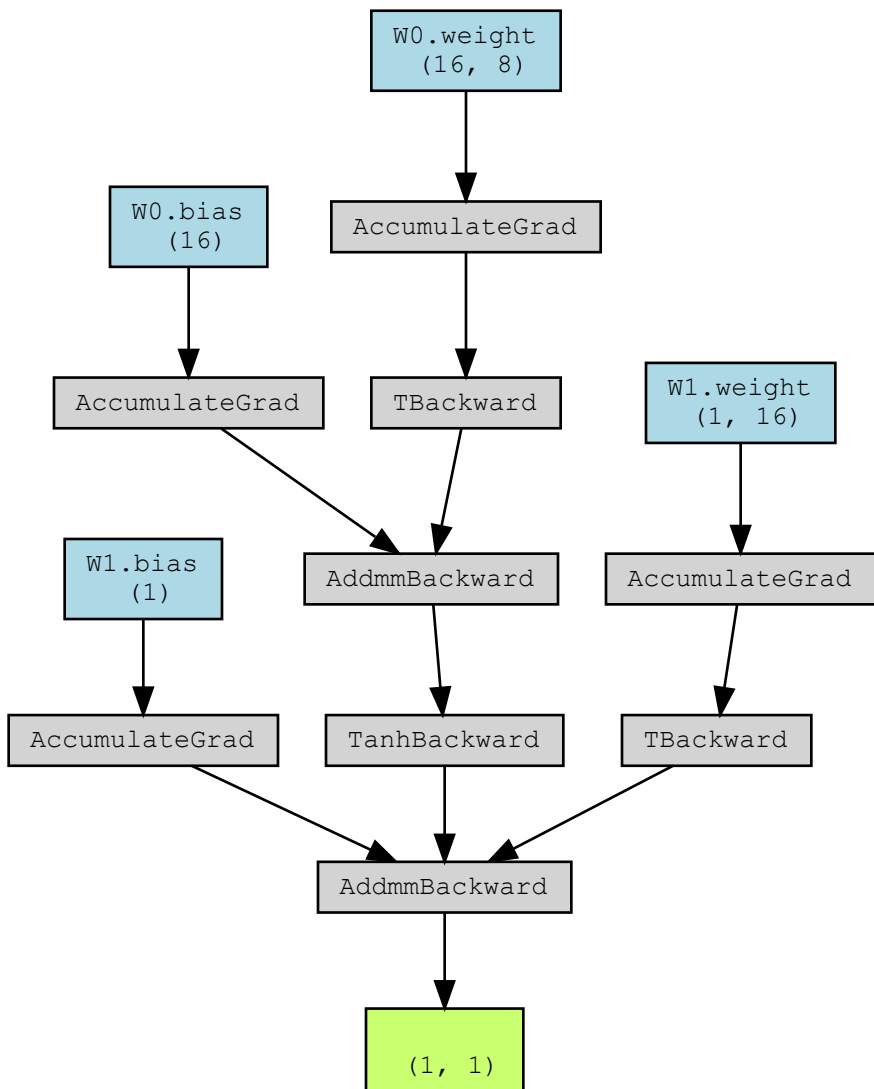 W0.weight
(16, 8)
W0.bias
(16)
AccumulateGrad
AccumulateGrad
TBackward
W1.weight
(1, 16)
W1.bias
(1)
AddmmBackward
AccumulateGrad
AccumulateGrad
TanhBackward
TBackward
AddmmBackward
(1, 1)